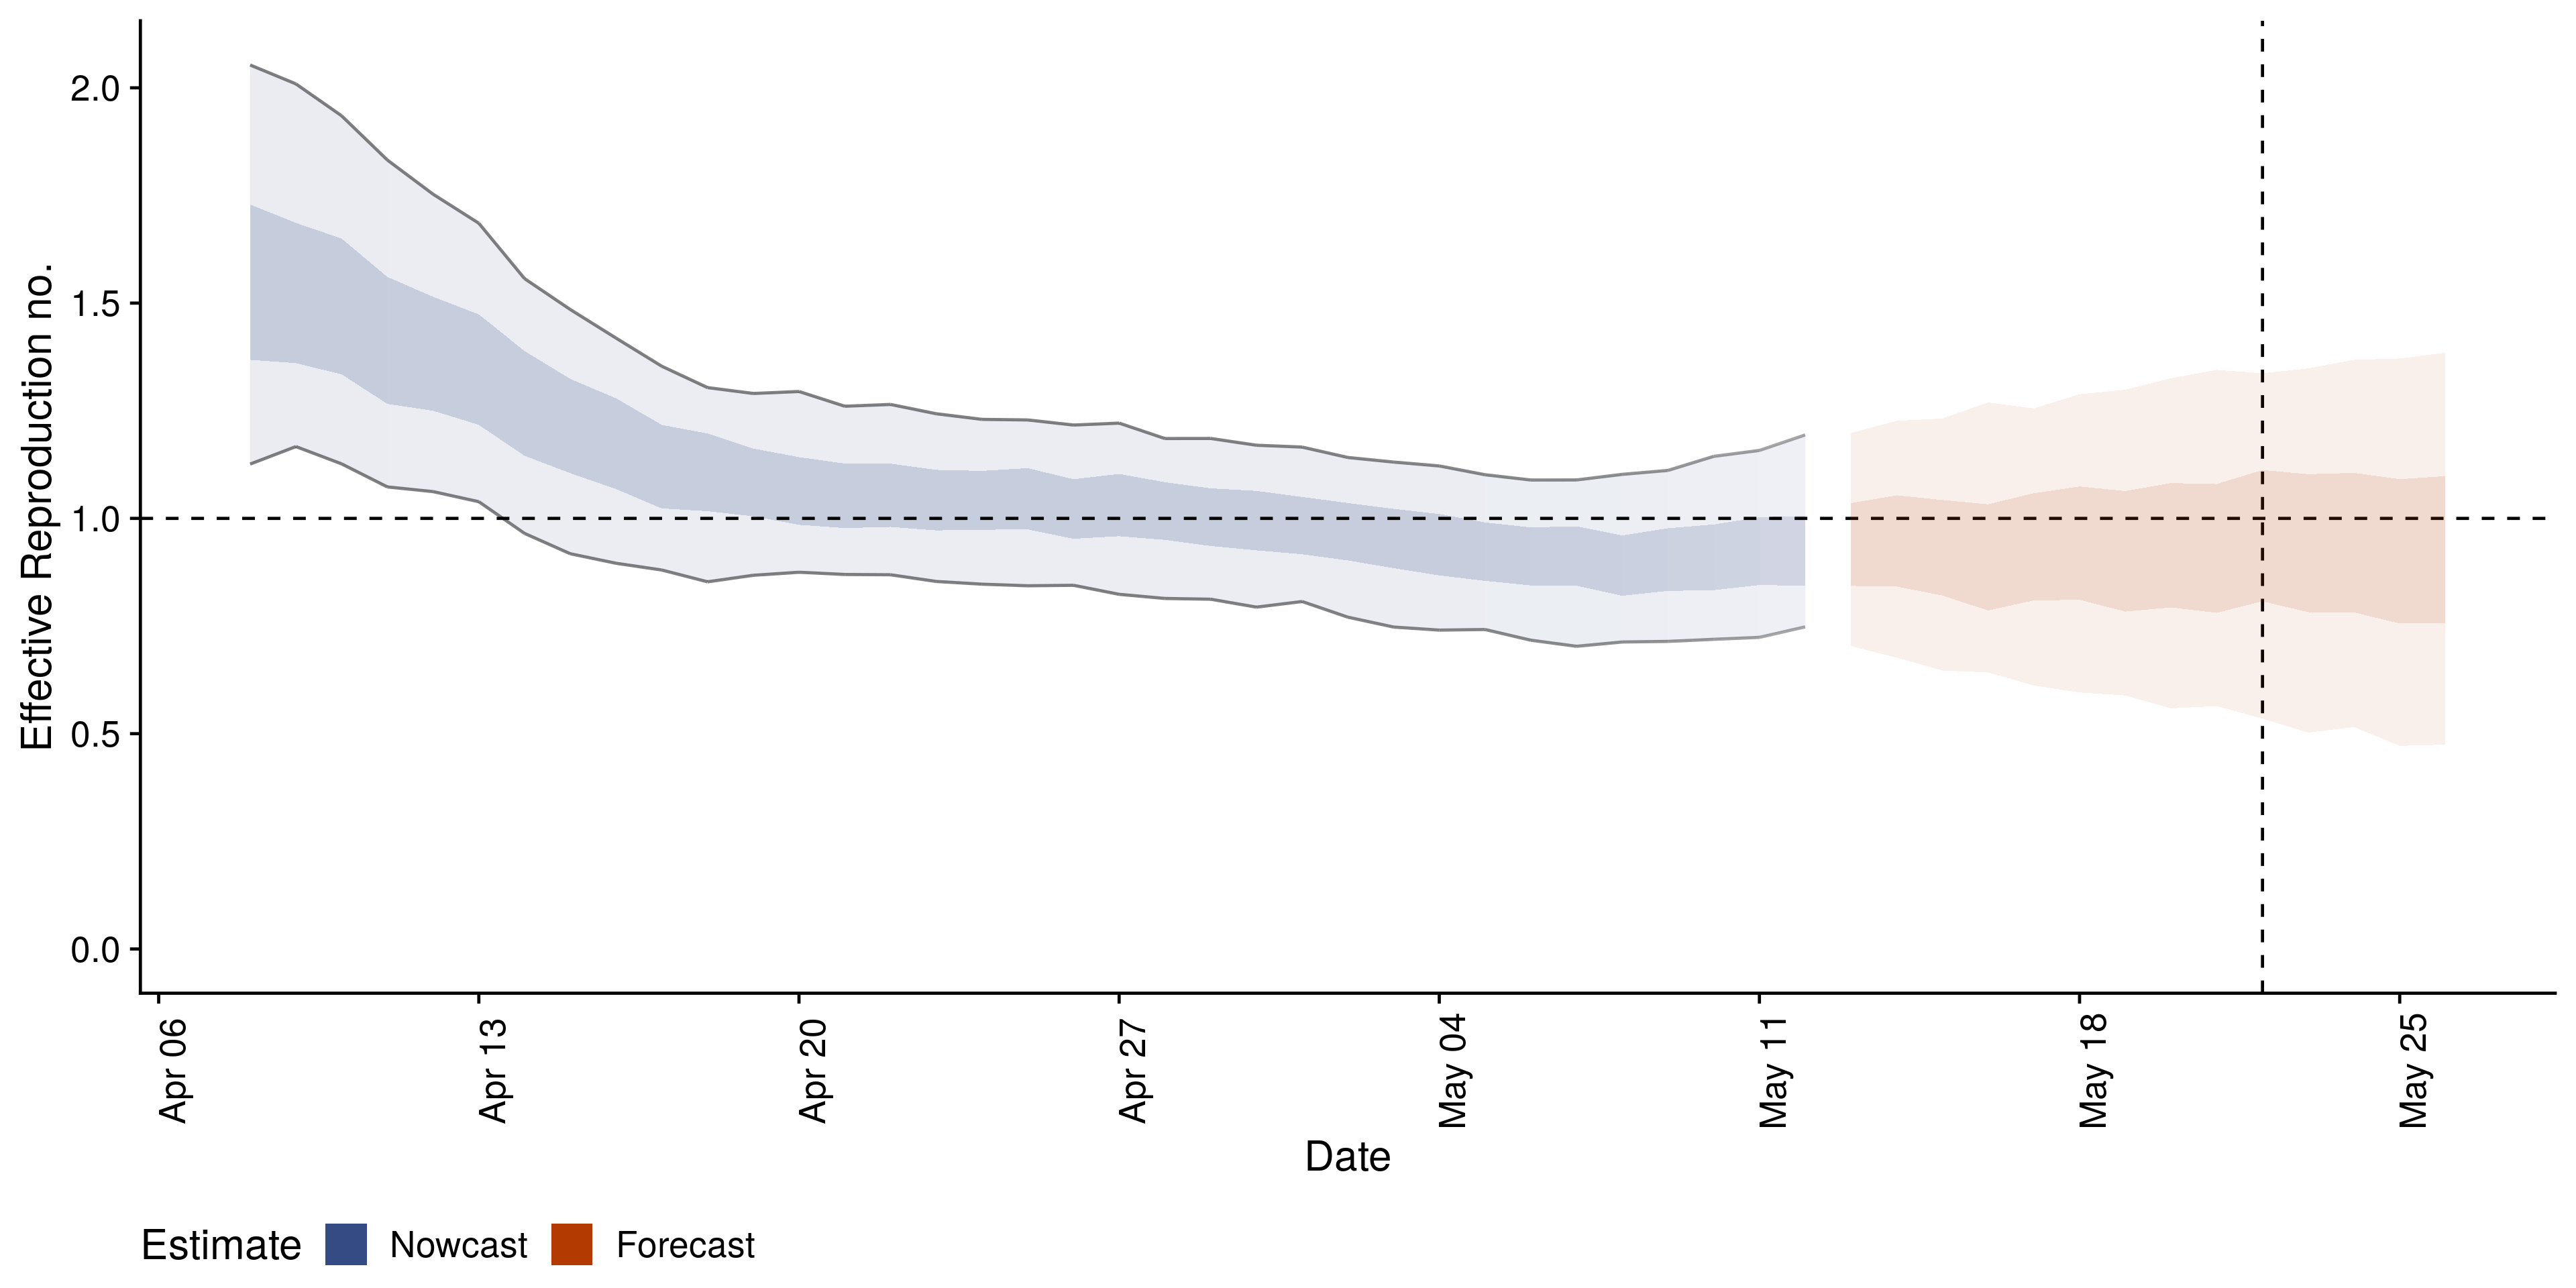 Effective Reproduction no.
2.0
1.5
1.0
0.5
0.0
Apr 06
Apr 13
Apr 20
Apr 27
May 04
May 11
May 18
May 25
Date
Estimate Nowcast Forecast